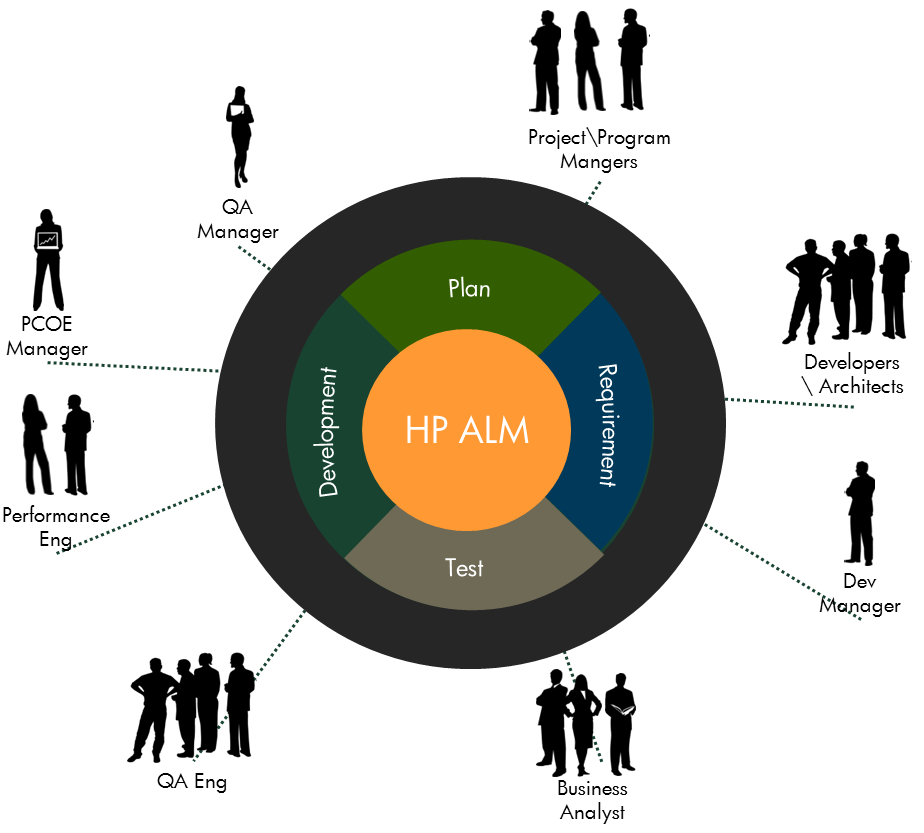 Project\Program
Mangers
QA
Manager
PCOE
Manager
Plan
Developers
\ Architects
Development
HP ALM
Requirement
Performance
Eng
Dev
Manager
Test
QA Eng
Business
Analyst